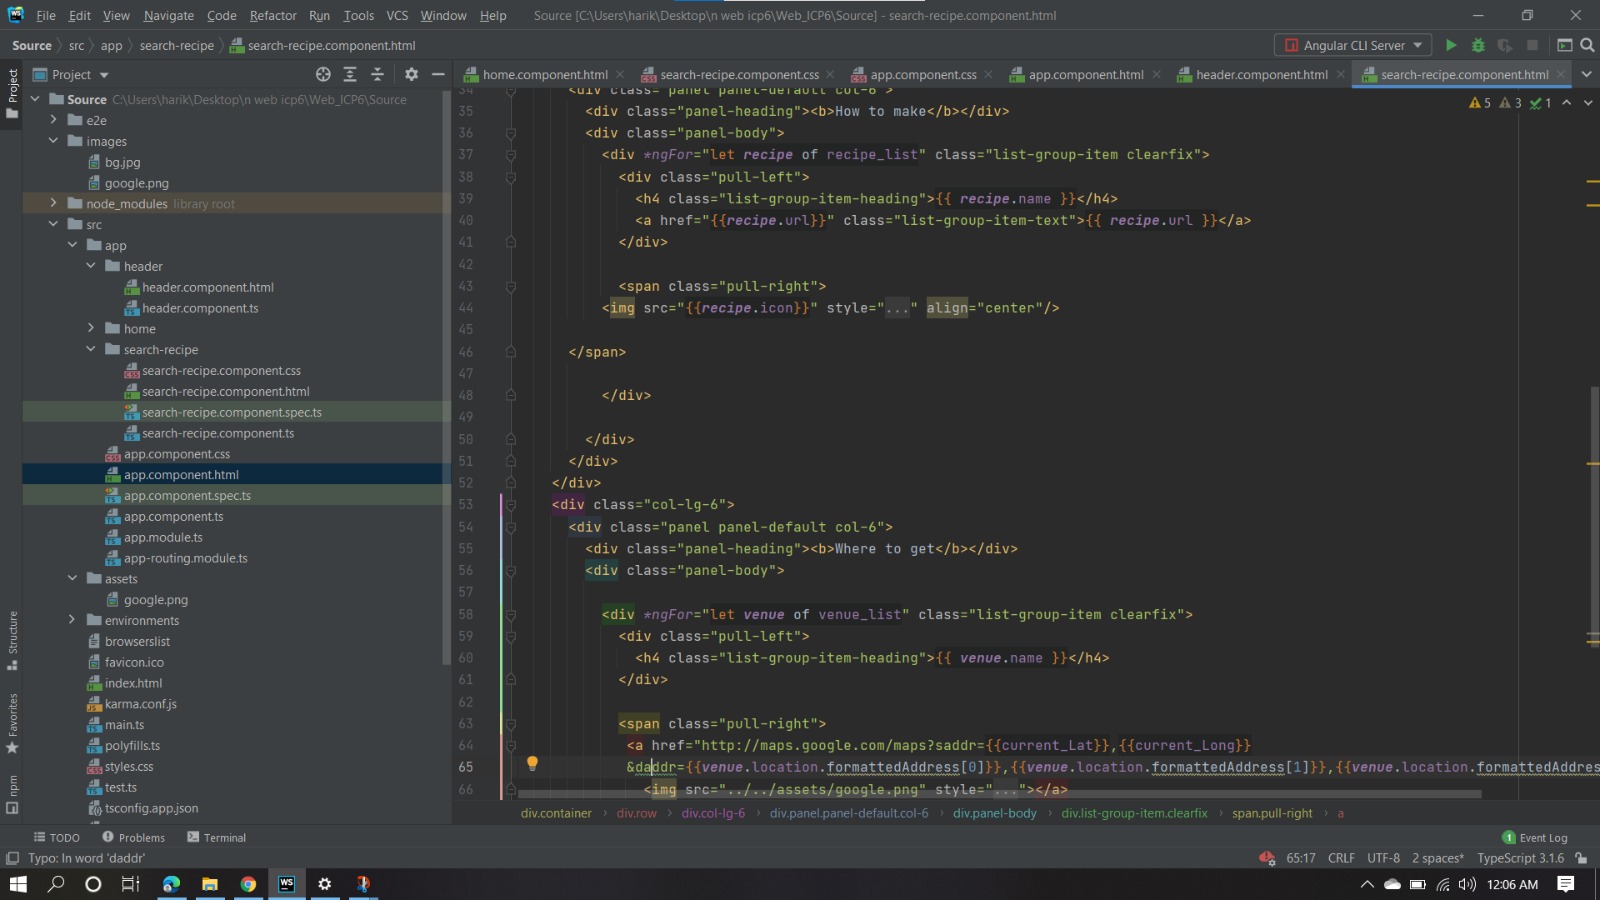 File Edit View Navigate Code Refactor Run Tools VCS Window Help Source [C:\Users\harik\Desktop\n web icp6\Web_ICP6\Source] - search-recipe.component.html
Source src app search-recipe search-recipe.component.html Angular CLI Server
Project
home.component.html search-recipe.component.css app.component.css app.component.html header.component.html search-recipe.component.html
5 3 1
Project
Structure
Favorites
npm
Source C:\Users\harik\Desktop\n web icp6\Web_ICP6\Source
e2e
images
bg.jpg
google.png
node_modules library root
src
app
header
header.component.html
header.component.ts
home
search-recipe
search-recipe.component.css
search-recipe.component.html
search-recipe.component.spec.ts
search-recipe.component.ts
app.component.css
app.component.html
app.component.spec.ts
app.component.ts
app.module.ts
app-routing.module.ts
assets
google.png
environments
browserslist
favicon.ico
index.html
karma.conf.js
main.ts
polyfills.ts
styles.css
test.ts
tsconfig.app.json
34 <div class="panel panel-default col-6">
35 <div class="panel-heading"><b>How to make</b></div>
36 <div class="panel-body">
37 <div *ngFor="let recipe of recipe_list" class="list-group-item clearfix">
38 <div class="pull-left">
39 <h4 class="list-group-item-heading">{{ recipe.name }}</h4>
40 <a href="{{recipe.url}}" class="list-group-item-text">{{ recipe.url }}</a>
41 </div>
42
43 <span class="pull-right">
44 <img src="{{recipe.icon}}" style="..." align="center"/>
45
46 </span>
47
48 </div>
49
50 </div>
51 </div>
52 </div>
53 <div class="col-lg-6">
54 <div class="panel panel-default col-6">
55 <div class="panel-heading"><b>Where to get</b></div>
56 <div class="panel-body">
57
58 <div *ngFor="let venue of venue_list" class="list-group-item clearfix">
59 <div class="pull-left">
60 <h4 class="list-group-item-heading">{{ venue.name }}</h4>
61 </div>
62
63 <span class="pull-right">
64 <a href="http://maps.google.com/maps?saddr={{current_Lat}},{{current_Long}}
65 &daddr={{venue.location.formattedAddress[0]}},{{venue.location.formattedAddress[1]}},{{venue.location.formattedAddress
66 <img src="../../assets/google.png" style="..."></a>
div.container div.row div.col-lg-6 div.panel.panel-default.col-6 div.panel-body div.list-group-item.clearfix span.pull-right a
TODO Problems Terminal 1 Event Log
Typo: In word 'daddr' 65:17 CRLF UTF-8 2 spaces* TypeScript 3.1.6
WS 12:06 AM